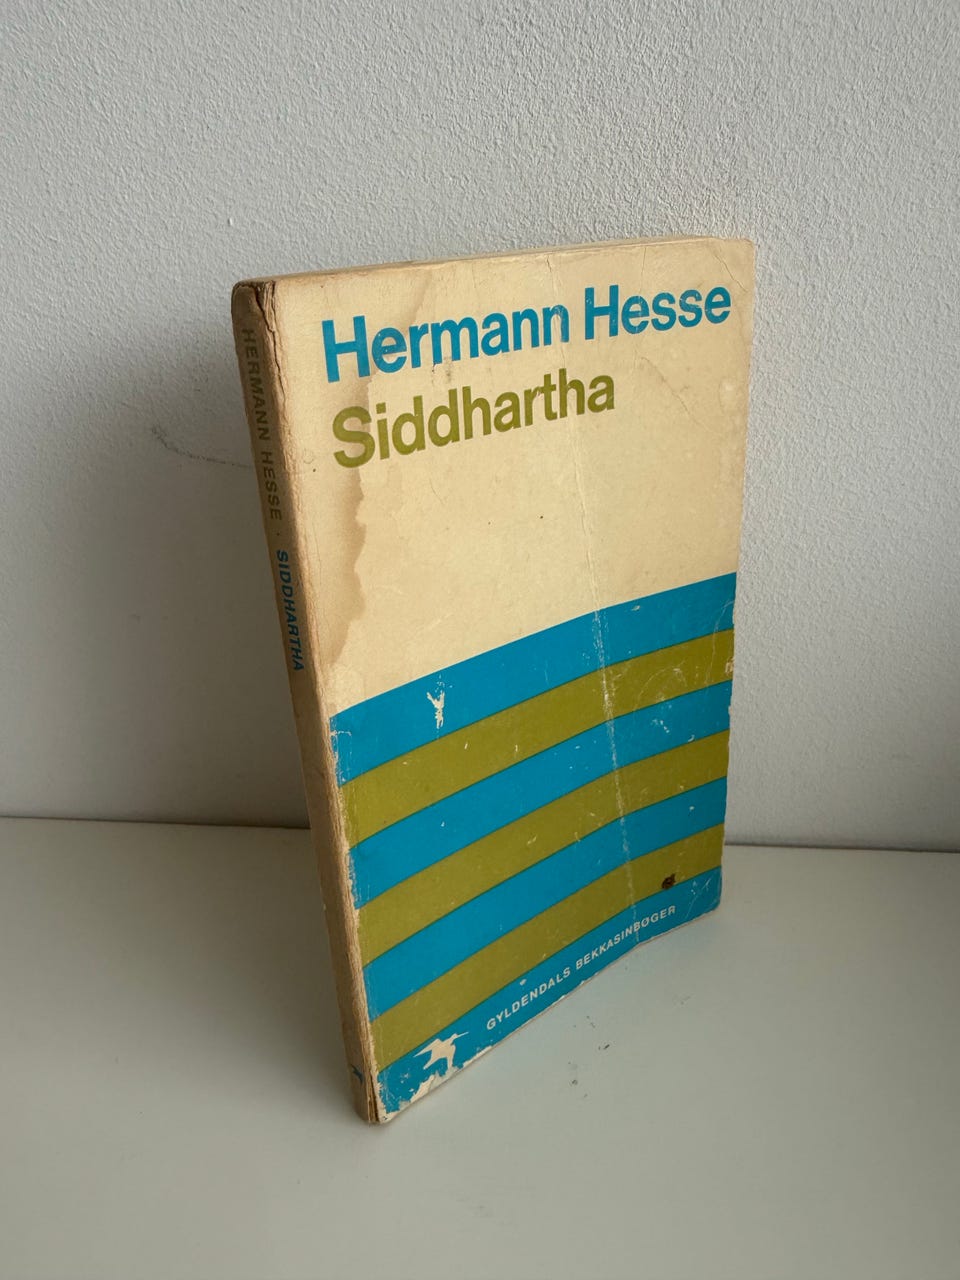 Hermann Hesse
Siddhartha
GYLDENDALS BEKKASINBØGER
HERMANN HESSE · SIDDHARTHA